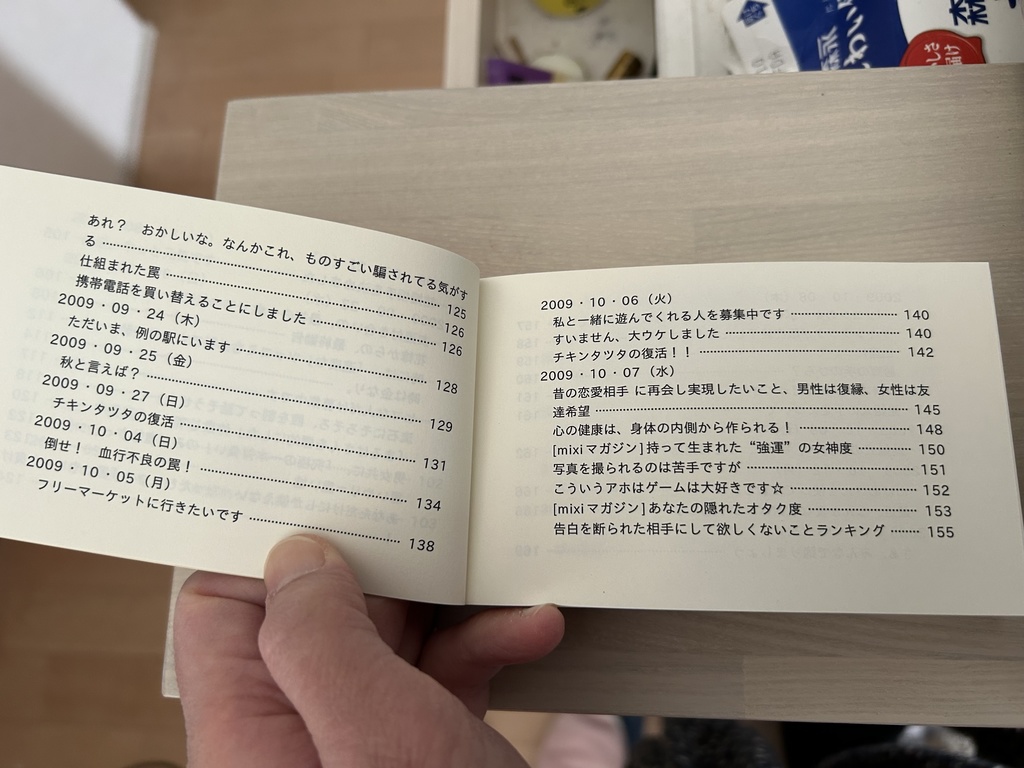 あれ？　おかしいな。なんかこれ、ものすごい騙されてる気がす
る ………………………………………… 125
仕組まれた罠 ………………………………………… 126
携帯電話を買い替えることにしました ………………………… 126
2009・09・24（木）
ただいま、例の駅にいます ………………………… 128
2009・09・25（金）
秋と言えば？ ………………………………………… 129
2009・09・27（日）
チキンタツタの復活 ………………………………… 131
2009・10・04（日）
倒せ！　血行不良の罠！ ………………………………… 134
2009・10・05（月）
フリーマーケットに行きたいです ………………………… 138
2009・10・06（火）
私と一緒に遊んでくれる人を募集中です ………………… 140
すいません、大ウケしました ………………………… 140
チキンタツタの復活！！ ………………………… 142
2009・10・07（水）
昔の恋愛相手 に再会し実現したいこと、男性は復縁、女性は友
達希望 ………………………………………… 145
心の健康は、身体の内側から作られる！ ………………… 148
[mixiマガジン] 持って生まれた “強運” の女神度 ………… 150
写真を撮られるのは苦手ですが ………………………… 151
こういうアホはゲームは大好きです☆ ………………… 152
[mixiマガジン] あなたの隠れたオタク度 ………………… 153
告白を断られた相手にして欲しくないことランキング ……… 155
森